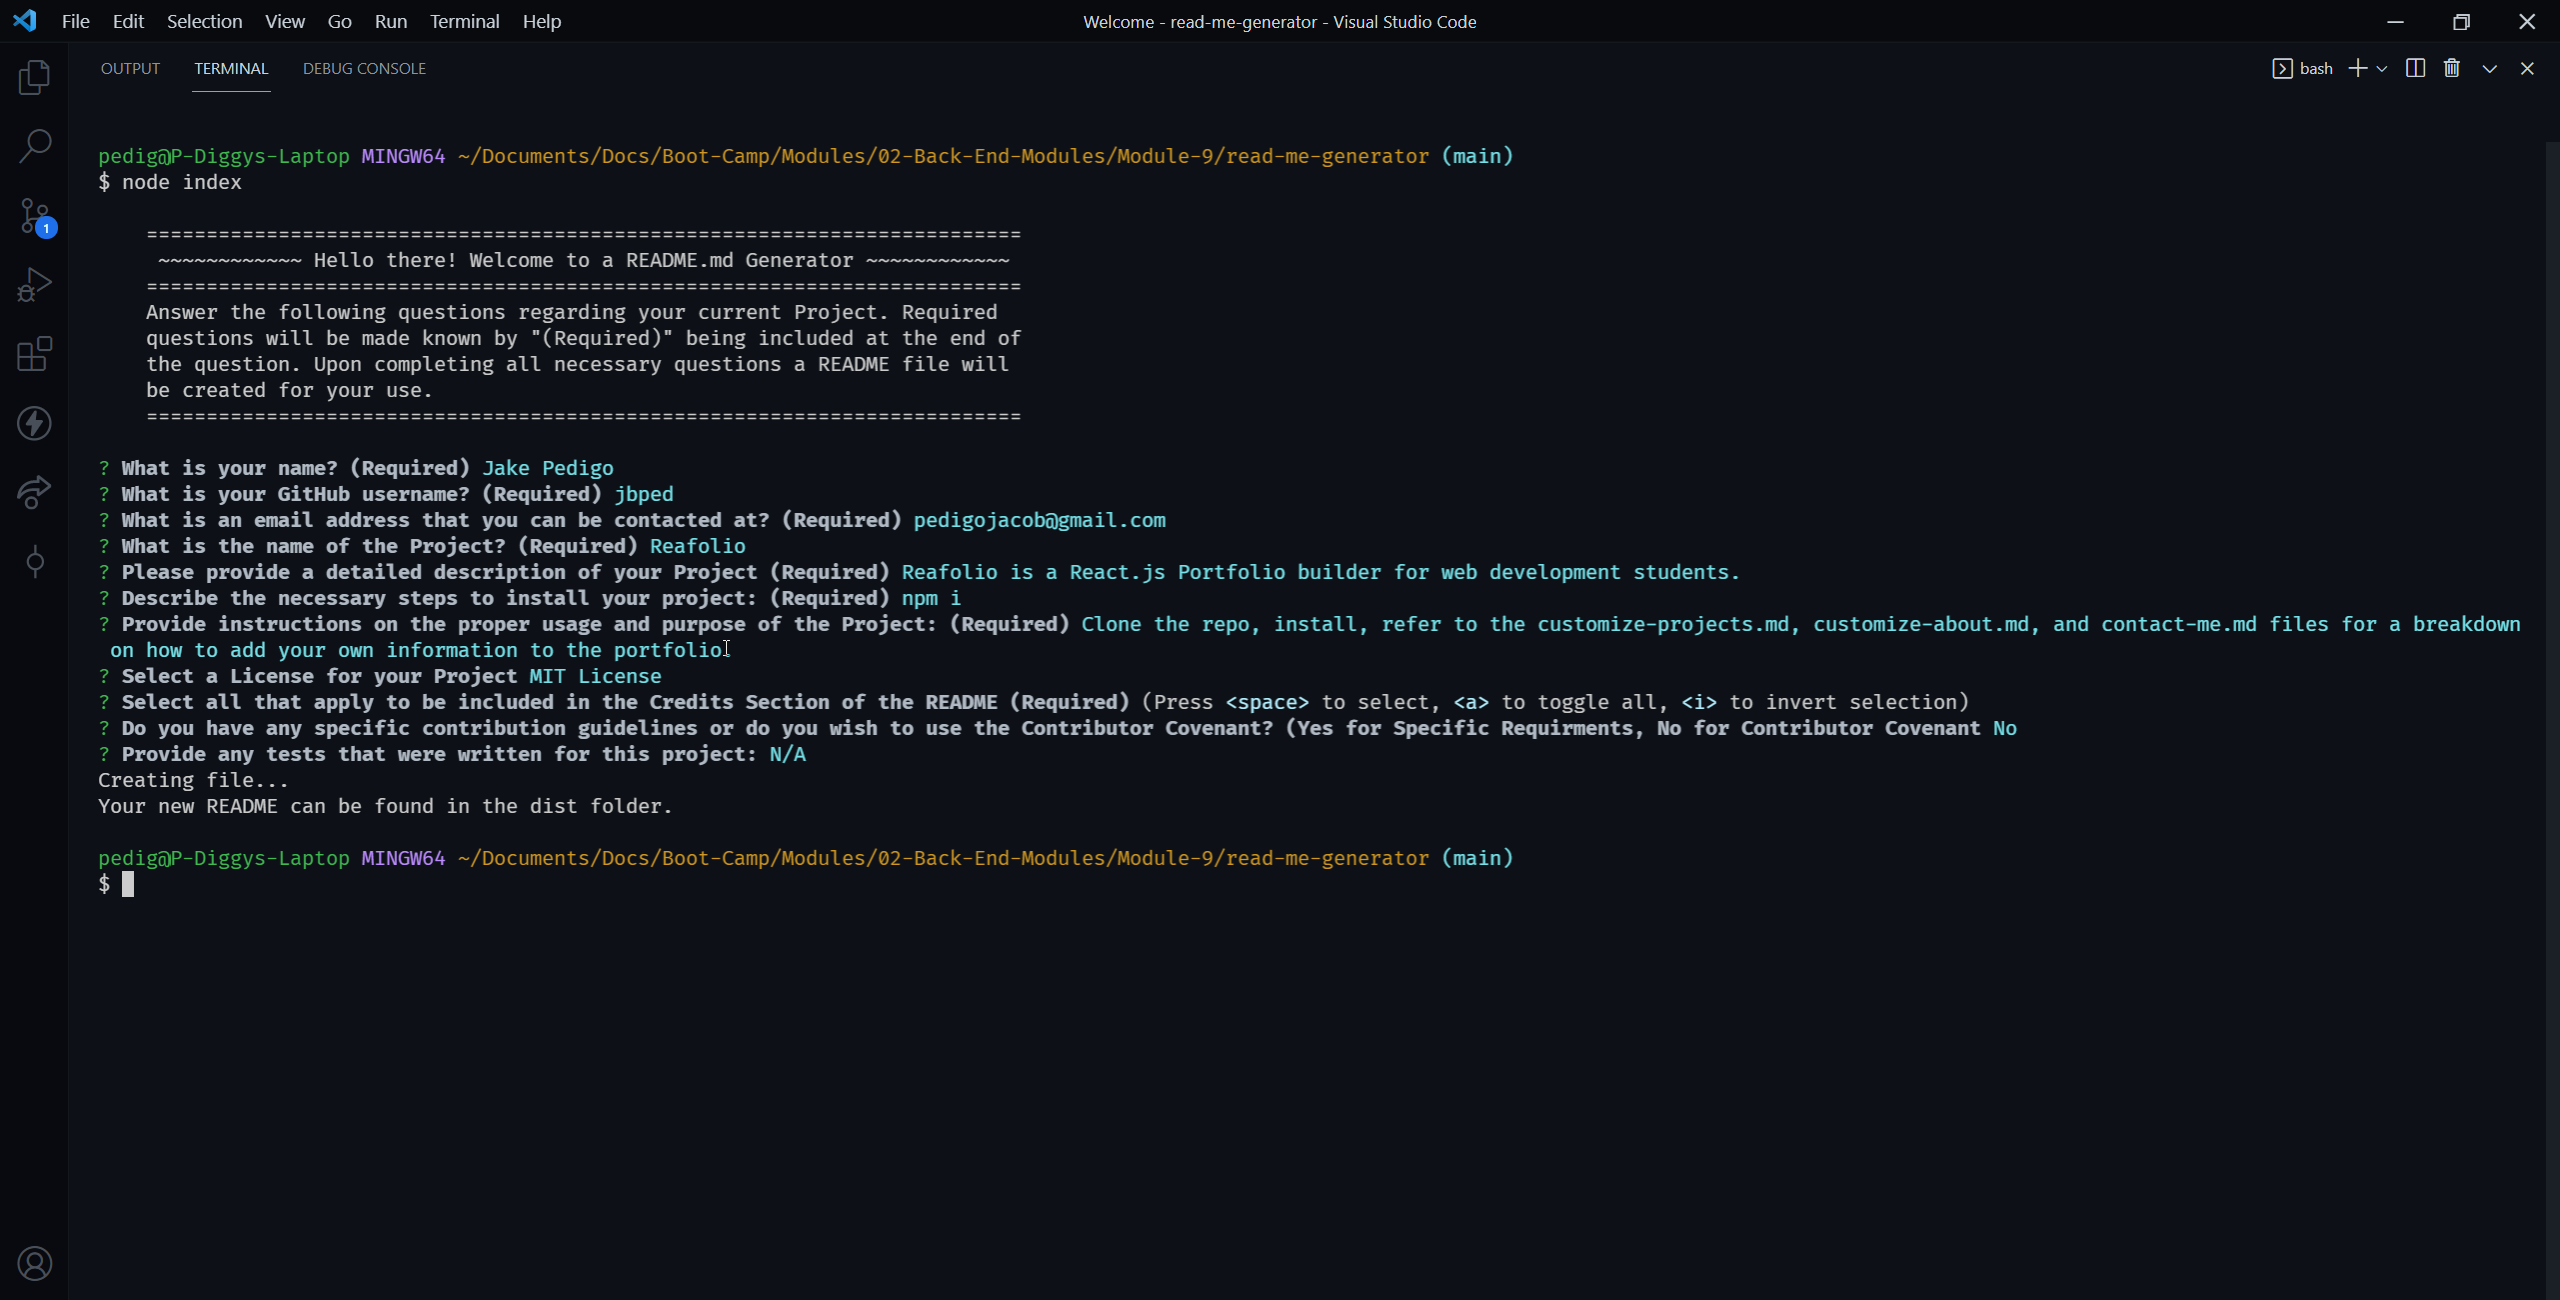 File Edit Selection View Go Run Terminal Help Welcome - read-me-generator - Visual Studio Code
OUTPUT TERMINAL DEBUG CONSOLE bash
pedig@P-Diggys-Laptop MINGW64 ~/Documents/Docs/Boot-Camp/Modules/02-Back-End-Modules/Module-9/read-me-generator (main)
$ node index
1
=========================================================================
~~~~~~~~~~~~ Hello there! Welcome to a README.md Generator ~~~~~~~~~~~~
=========================================================================
Answer the following questions regarding your current Project. Required
questions will be made known by "(Required)" being included at the end of
the question. Upon completing all necessary questions a README file will
be created for your use.
=========================================================================
? What is your name? (Required) Jake Pedigo
? What is your GitHub username? (Required) jbped
? What is an email address that you can be contacted at? (Required) pedigojacob@gmail.com
? What is the name of the Project? (Required) Reafolio
? Please provide a detailed description of your Project (Required) Reafolio is a React.js Portfolio builder for web development students.
? Describe the necessary steps to install your project: (Required) npm i
? Provide instructions on the proper usage and purpose of the Project: (Required) Clone the repo, install, refer to the customize-projects.md, customize-about.md, and contact-me.md files for a breakdown
on how to add your own information to the portfolio.
? Select a License for your Project MIT License
? Select all that apply to be included in the Credits Section of the README (Required) (Press <space> to select, <a> to toggle all, <i> to invert selection)
? Do you have any specific contribution guidelines or do you wish to use the Contributor Covenant? (Yes for Specific Requirments, No for Contributor Covenant No
? Provide any tests that were written for this project: N/A
Creating file...
Your new README can be found in the dist folder.
pedig@P-Diggys-Laptop MINGW64 ~/Documents/Docs/Boot-Camp/Modules/02-Back-End-Modules/Module-9/read-me-generator (main)
$